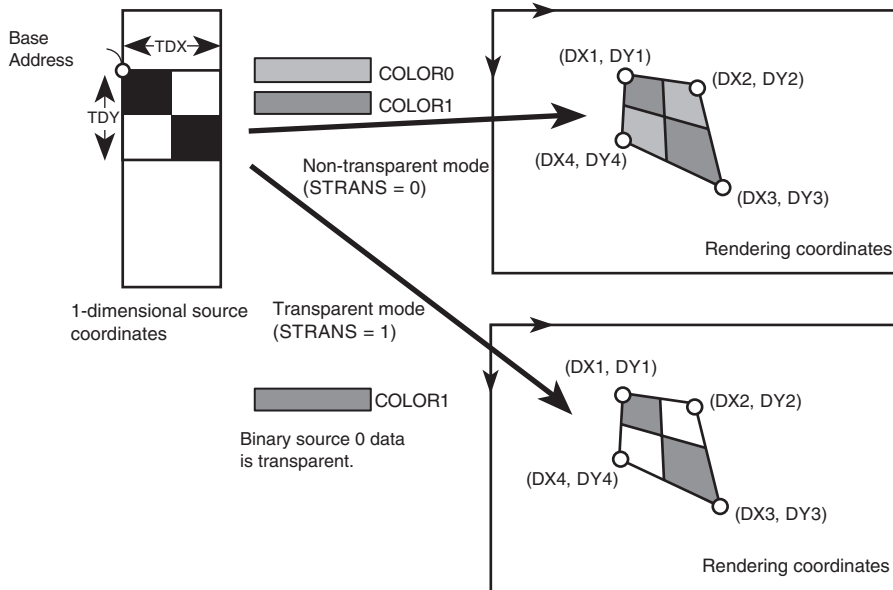 Base
Address
TDX
TDY
COLOR0
COLOR1
Non-transparent mode
(STRANS = 0)
(DX1, DY1)
(DX2, DY2)
(DX4, DY4)
(DX3, DY3)
Rendering coordinates
1-dimensional source
coordinates
Transparent mode
(STRANS = 1)
COLOR1
Binary source 0 data
is transparent.
(DX1, DY1)
(DX2, DY2)
(DX4, DY4)
(DX3, DY3)
Rendering coordinates